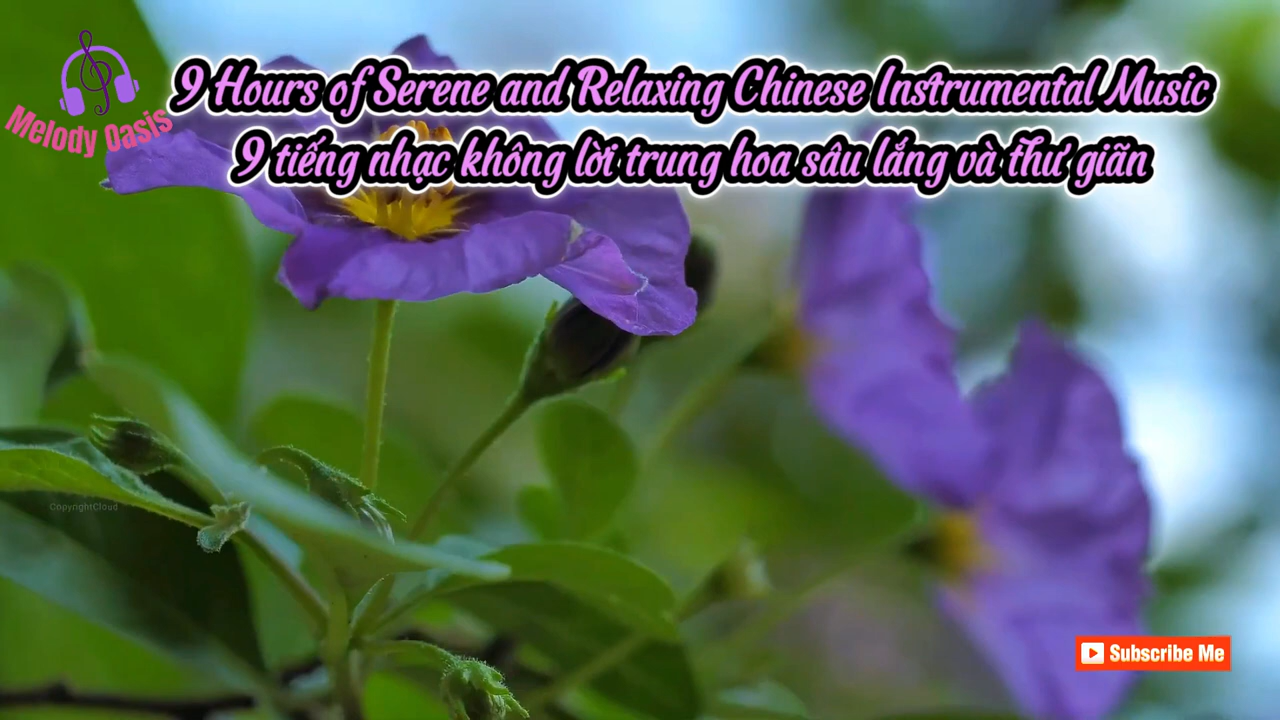 9 Hours of Serene and Relaxing Chinese Instrumental Music
9 tiếng nhạc không lời trung hoa sâu lắng và thư giãn
Melody Oasis
CopyrightCloud
Subscribe Me